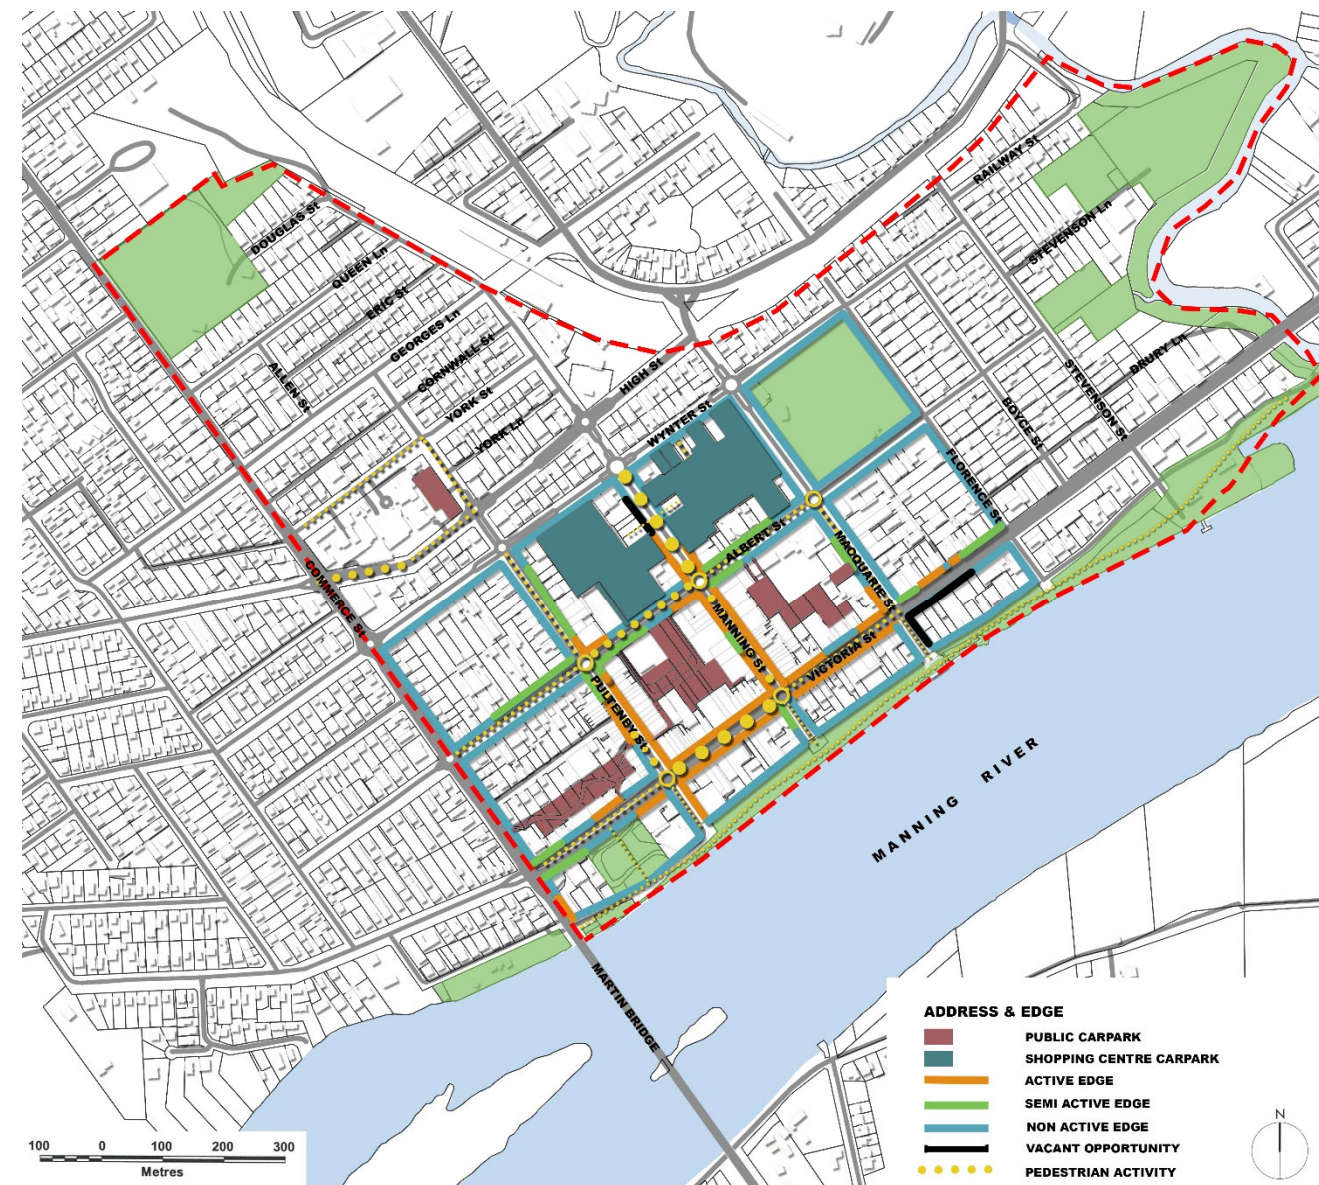 RAILWAY ST
DOUGLAS ST
STEVENSON Ln
QUEEN Ln
ERIC ST
GEORGES Ln
CORNWALL ST
DRURY Ln
ALLEN ST
HIGH ST
STEVENSON ST
YORK ST
WYNTER ST
BOYCE ST
YORK Ln
FLORENCE ST
ALBERT ST
MACQUARIE ST
COMMERCE ST
MANNING ST
VICTORIA ST
PULTENBY ST
MANNING RIVER
MARTIN BRIDGE
ADDRESS & EDGE
PUBLIC CARPARK
SHOPPING CENTRE CARPARK
ACTIVE EDGE
SEMI ACTIVE EDGE
NON ACTIVE EDGE
VACANT OPPORTUNITY
PEDESTRIAN ACTIVITY
N
100 0 100 200 300
Metres